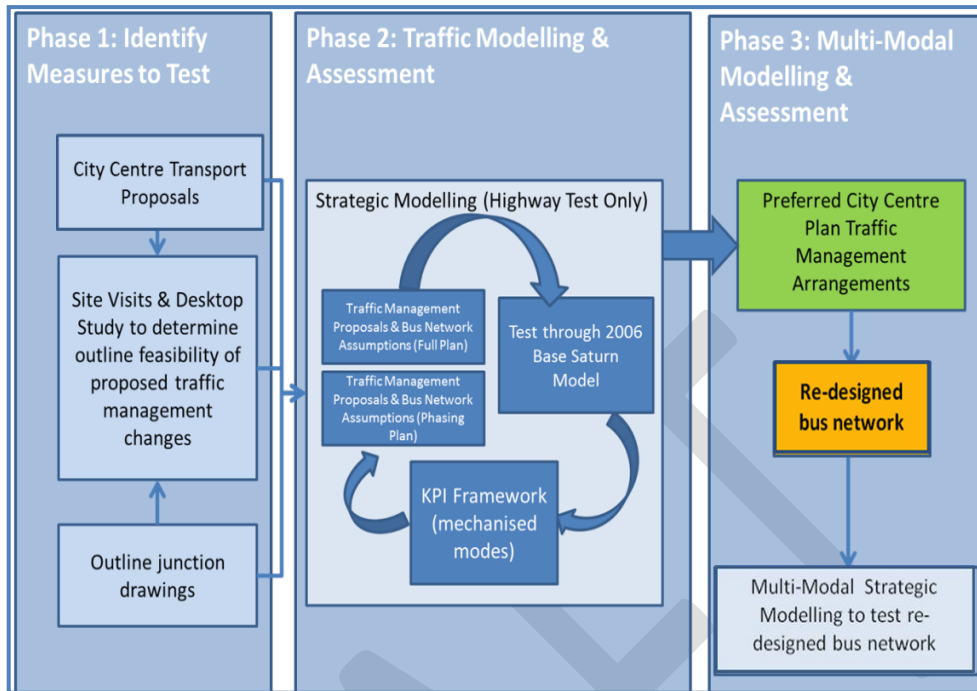 Phase 1: Identify
Measures to Test
City Centre Transport
Proposals
Site Visits & Desktop
Study to determine
outline feasibility of
proposed traffic
management
changes
Outline junction
drawings
Phase 2: Traffic Modelling &
Assessment
Strategic Modelling (Highway Test Only)
Traffic Management
Proposals & Bus Network
Assumptions (Full Plan)
Traffic Management
Proposals & Bus Network
Assumptions (Phasing
Plan)
Test through 2006
Base Saturn
Model
KPI Framework
(mechanised
modes)
Phase 3: Multi-Modal
Modelling &
Assessment
Preferred City Centre
Plan Traffic
Management
Arrangements
Re-designed
bus network
Multi-Modal Strategic
Modelling to test re-
designed bus network